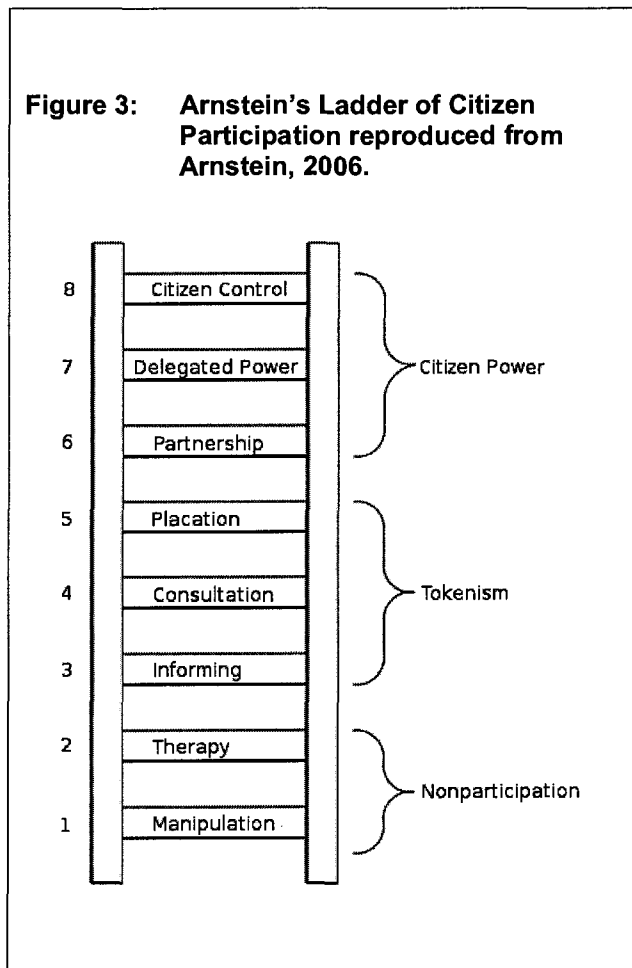 Figure 3: Arnstein's Ladder of Citizen
Participation reproduced from
Arnstein, 2006.
8 Citizen Control
7 Delegated Power Citizen Power
6 Partnership
5 Placation
4 Consultation Tokenism
3 Informing
2 Therapy
Nonparticipation
1 Manipulation